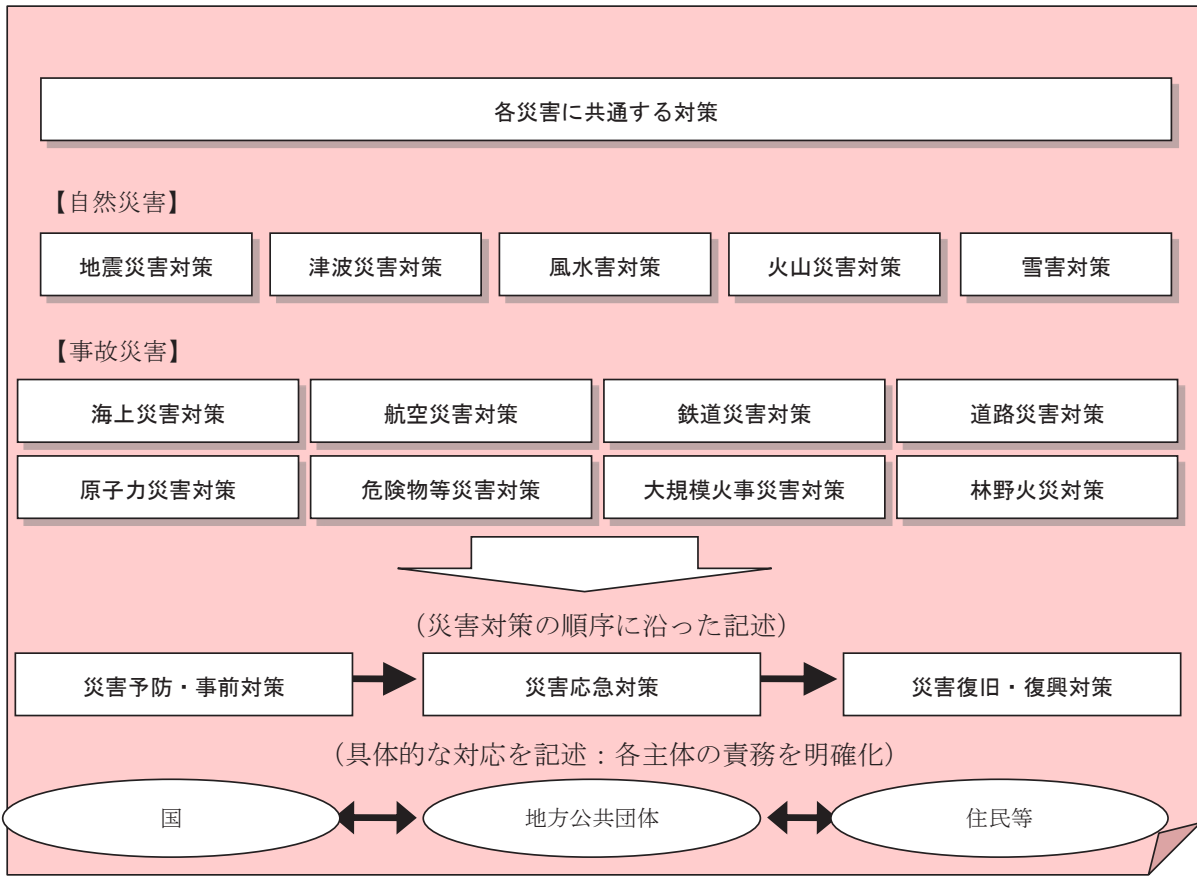 各災害に共通する対策
【自然災害】
地震災害対策 津波災害対策 風水害対策 火山災害対策 雪害対策
【事故災害】
海上災害対策 航空災害対策 鉄道災害対策 道路災害対策
原子力災害対策 危険物等災害対策 大規模火事災害対策 林野火災対策
（災害対策の順序に沿った記述）
災害予防・事前対策 災害応急対策 災害復旧・復興対策
（具体的な対応を記述：各主体の責務を明確化）
国 地方公共団体 住民等